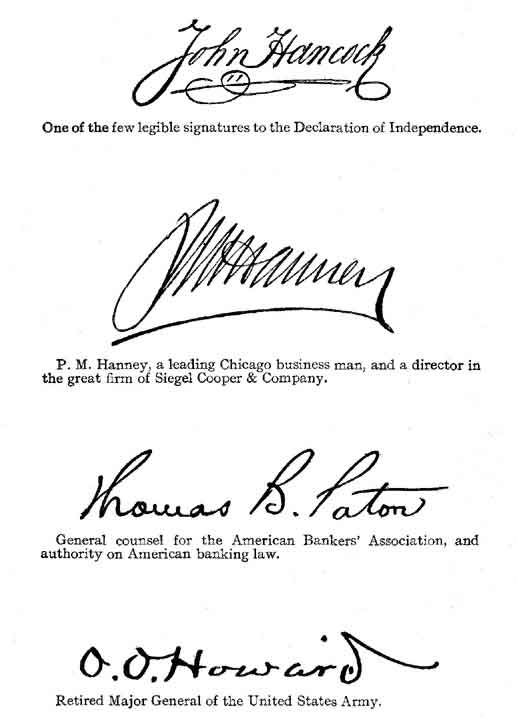 John Hancock
One of the few legible signatures to the Declaration of Independence.
P M Hanney
P. M. Hanney, a leading Chicago business man, and a director in
the great firm of Siegel Cooper & Company.
Thomas B. Paton
General counsel for the American Bankers' Association, and
authority on American banking law.
O. O. Howard
Retired Major General of the United States Army.